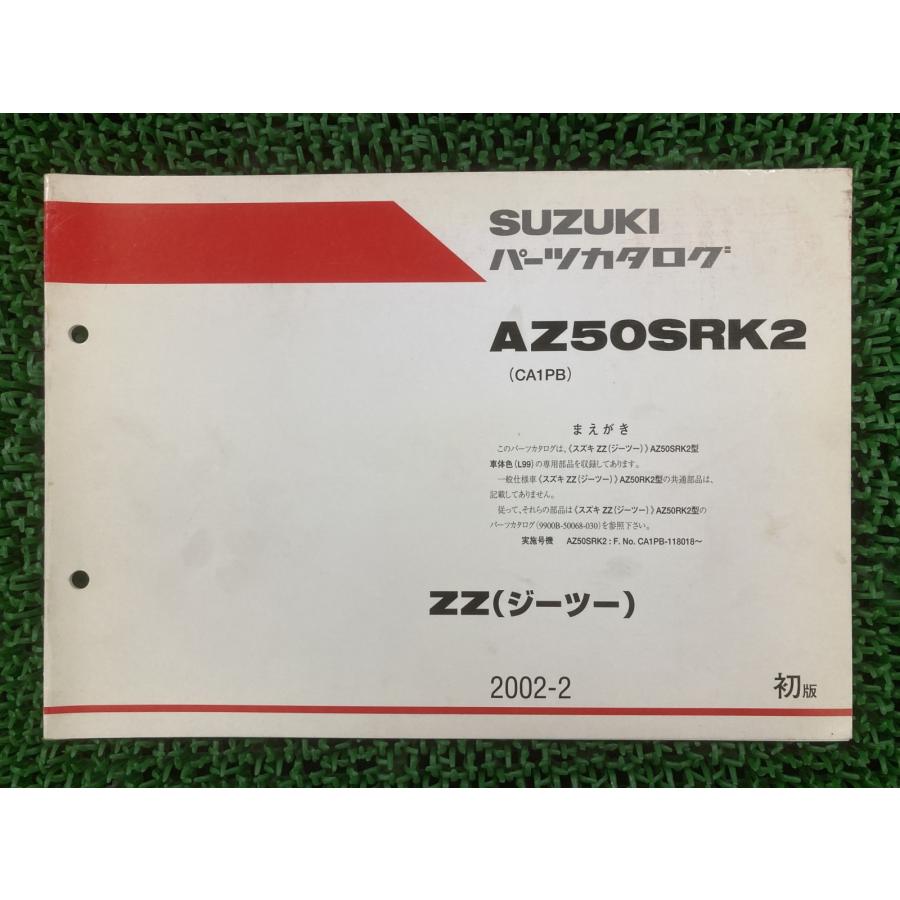 SUZUKI
パーツカタログ
AZ50SRK2
(CA1PB)
まえがき
このパーツカタログは、《スズキ ZZ(ジーツー)》AZ50SRK2型
車体色(L99)の専用部品を収録してあります。
一般仕様車《スズキ ZZ(ジーツー)》AZ50RK2型の共通部品は、
記載してありません。
従って、それらの部品は《スズキ ZZ(ジーツー)》AZ50RK2型の
パーツカタログ(9900B-50068-030)を参照下さい。
実施号機 AZ50SRK2 : F. No. CA1PB-118018〜
ZZ(ジーツー)
2002-2 初版